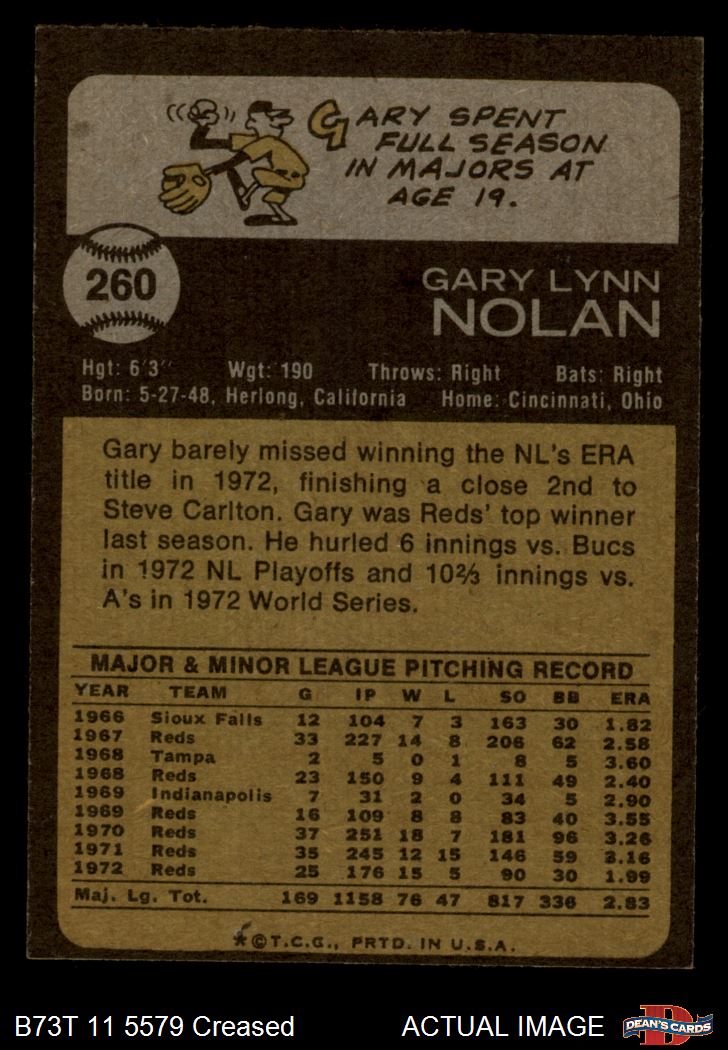 GARY SPENT
FULL SEASON
IN MAJORS AT
AGE 19.
260
GARY LYNN
NOLAN
Hgt: 6'3" Wgt: 190 Throws: Right Bats: Right
Born: 5-27-48, Herlong, California Home: Cincinnati, Ohio
Gary barely missed winning the NL's ERA
title in 1972, finishing a close 2nd to
Steve Carlton. Gary was Reds' top winner
last season. He hurled 6 innings vs. Bucs
in 1972 NL Playoffs and 10⅔ innings vs.
A's in 1972 World Series.
MAJOR & MINOR LEAGUE PITCHING RECORD
YEAR TEAM G IP W L SO BB ERA
1966 Sioux Falls 12 104 7 3 163 30 1.82
1967 Reds 33 227 14 8 206 62 2.58
1968 Tampa 2 5 0 1 8 5 3.60
1968 Reds 23 150 9 4 111 49 2.40
1969 Indianapolis 7 31 2 0 34 5 2.90
1969 Reds 16 109 8 8 83 40 3.55
1970 Reds 37 251 18 7 181 96 3.26
1971 Reds 35 245 12 15 146 59 3.16
1972 Reds 25 176 15 5 90 30 1.99
Maj. Lg. Tot. 169 1158 76 47 817 336 2.83
*©T.C.G., PRTD. IN U.S.A.
B73T 11 5579 Creased ACTUAL IMAGE
D
DEAN'S CARDS